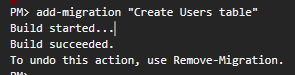 PM> add-migration "Create Users table"
Build started...
Build succeeded.
To undo this action, use Remove-Migration.
PM>